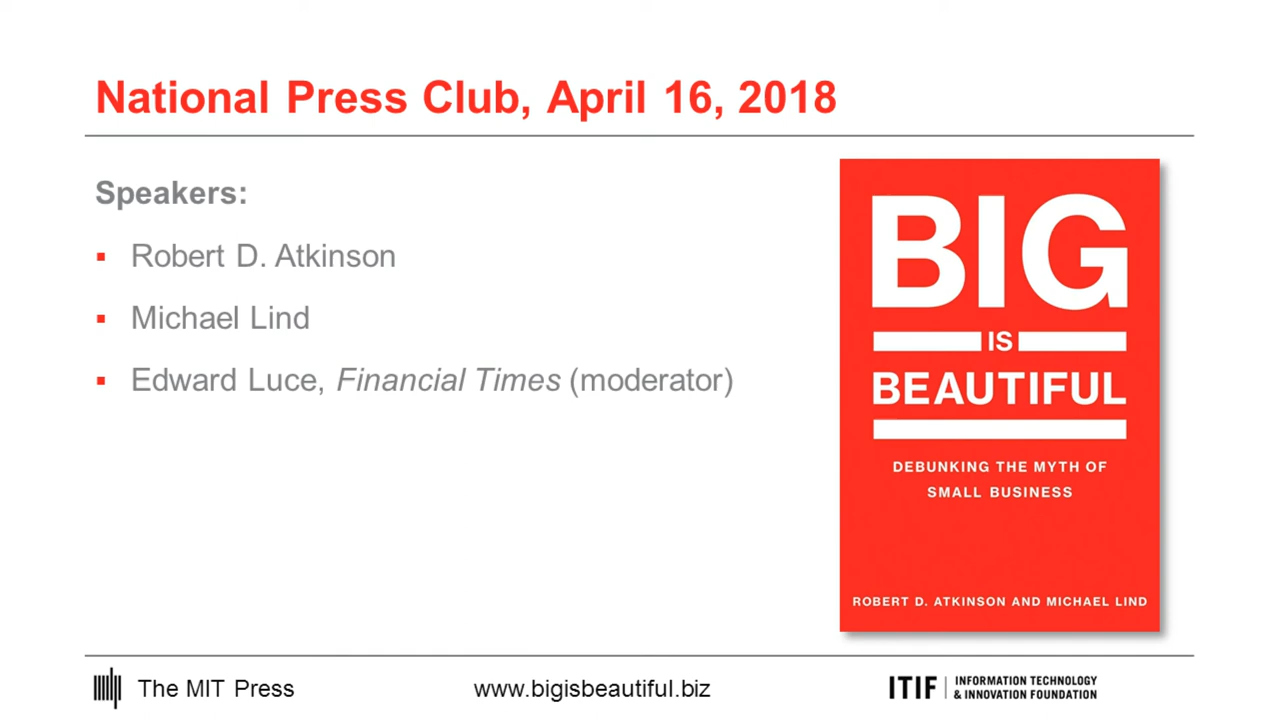 National Press Club, April 16, 2018
Speakers:
▪ Robert D. Atkinson
▪ Michael Lind
▪ Edward Luce, Financial Times (moderator)
BIG
IS
BEAUTIFUL
DEBUNKING THE MYTH OF
SMALL BUSINESS
ROBERT D. ATKINSON AND MICHAEL LIND
The MIT Press
www.bigisbeautiful.biz
ITIF
INFORMATION TECHNOLOGY
& INNOVATION FOUNDATION